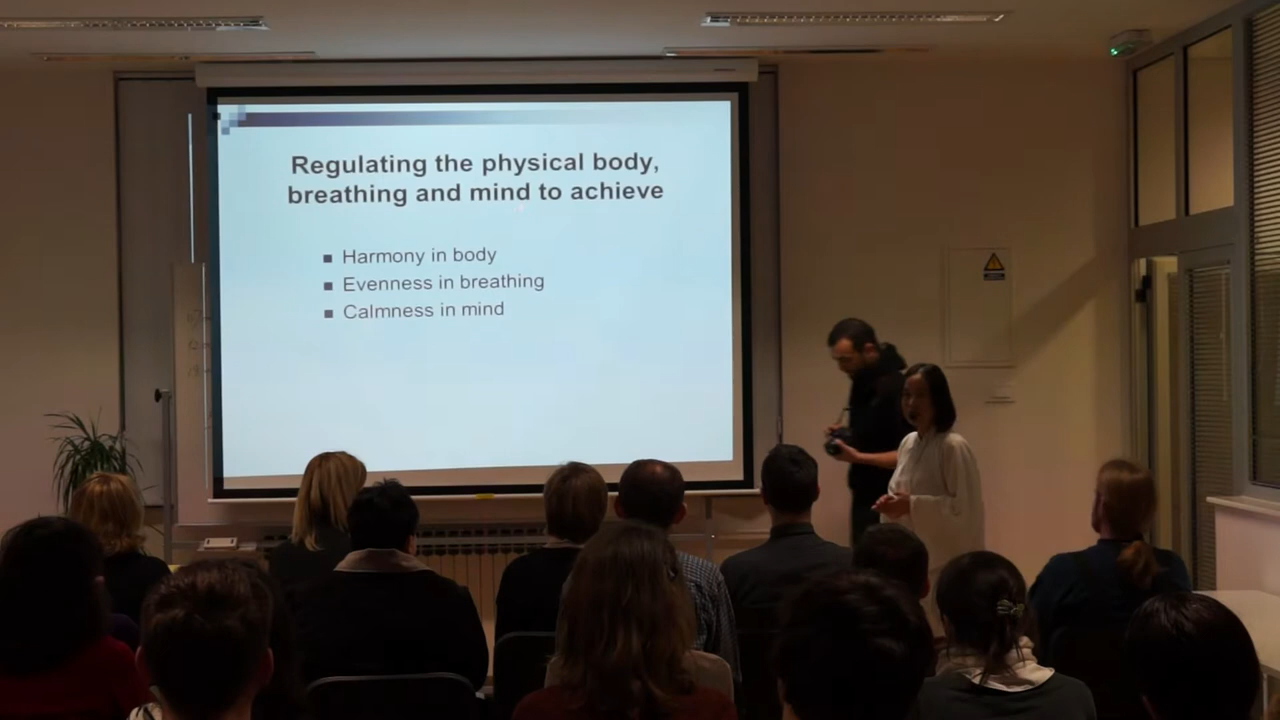 Regulating the physical body,
breathing and mind to achieve
Harmony in body
Evenness in breathing
Calmness in mind